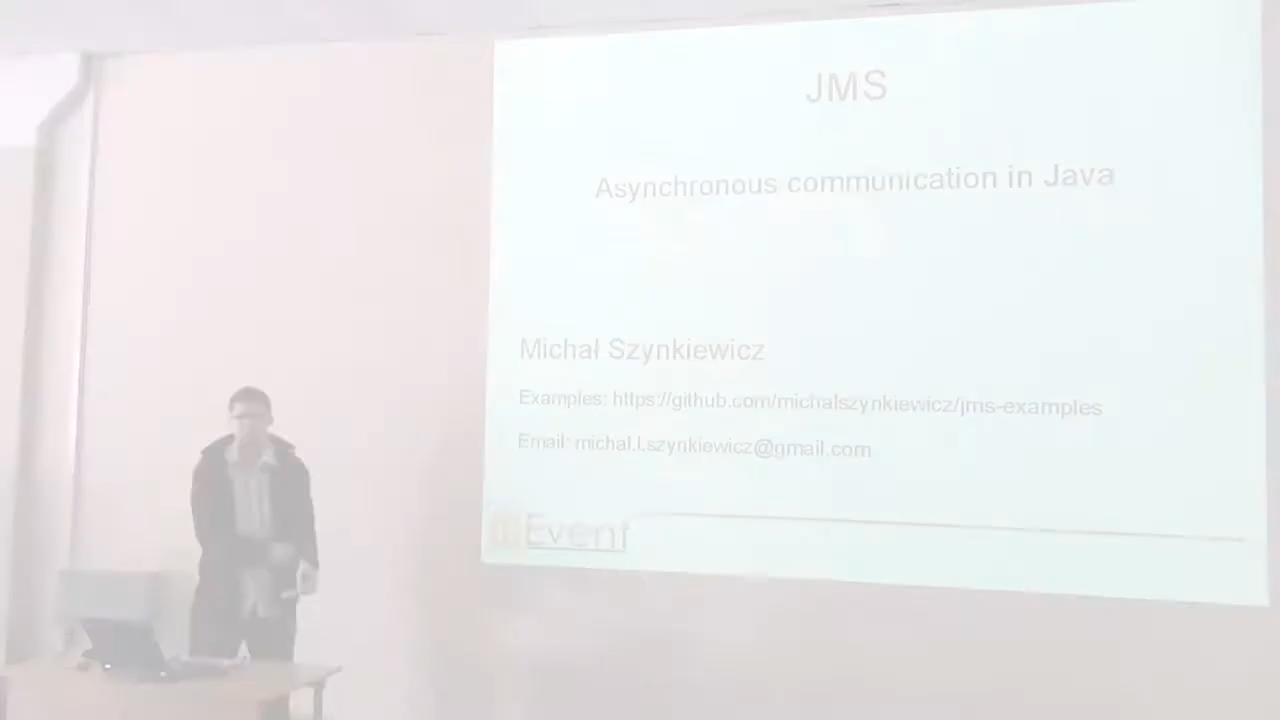 JMS
Asynchronous communication in Java
Michał Szynkiewicz
Examples: https://github.com/michalszynkiewicz/jms-examples
Email: michal.l.szynkiewicz@gmail.com
Event